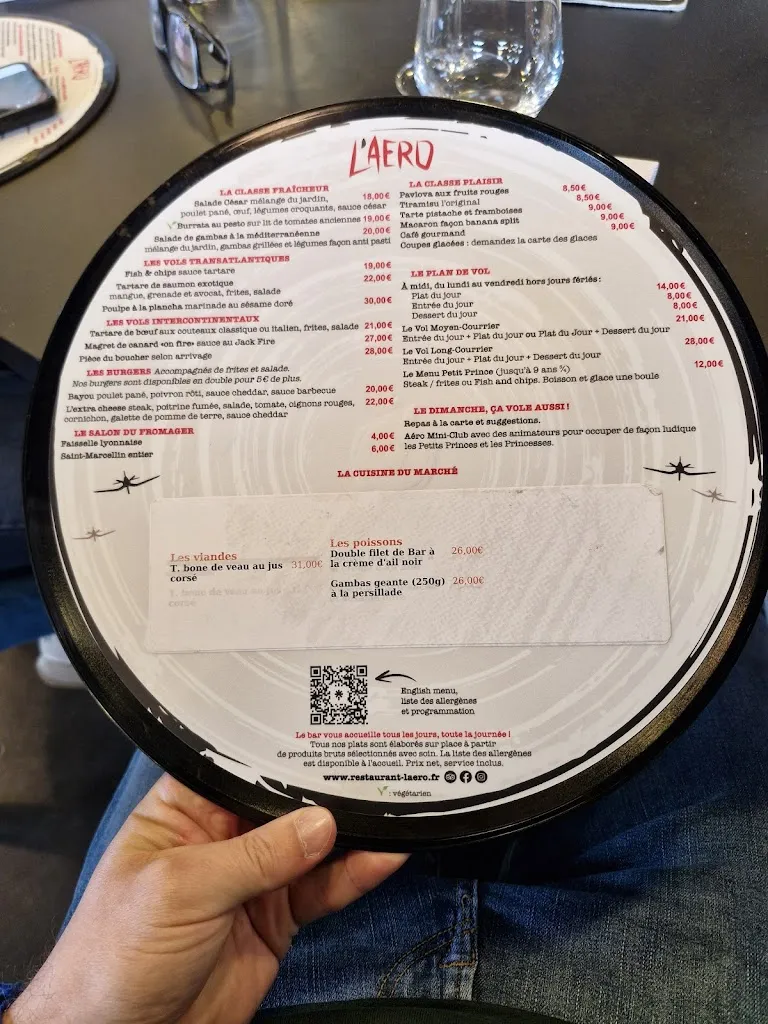 L'AERO
LA CLASSE FRAÎCHEUR
Salade César mélange du jardin, 18,00€
poulet pané, œuf, légumes croquants, sauce césar
Burrata au pesto sur lit de tomates anciennes 19,00€
Salade de gambas à la méditerranéenne 20,00€
mélange du jardin, gambas grillées et légumes façon anti pasti
LES VOLS TRANSATLANTIQUES
Fish & chips sauce tartare 19,00€
Tartare de saumon exotique 22,00€
mangue, grenade et avocat, frites, salade
Poulpe à la plancha marinade au sésame doré 30,00€
LES VOLS INTERCONTINENTAUX
Tartare de bœuf aux couteaux classique ou italien, frites, salade 21,00€
Magret de canard «on fire» sauce au Jack Fire 27,00€
Pièce du boucher selon arrivage 28,00€
LES BURGERS Accompagnés de frites et salade.
Nos burgers sont disponibles en double pour 5€ de plus.
Bayou poulet pané, poivron rôti, sauce cheddar, sauce barbecue 20,00€
L'extra cheese steak, poitrine fumée, salade, tomate, oignons rouges, 22,00€
cornichon, galette de pomme de terre, sauce cheddar
LE SALON DU FROMAGER
Faisselle lyonnaise 4,00€
Saint-Marcellin entier 6,00€
LA CLASSE PLAISIR
Pavlova aux fruits rouges 8,50€
Tiramisu l'original 8,50€
Tarte pistache et framboises 9,00€
Macaron façon banana split 9,00€
Café gourmand 9,00€
Coupes glacées : demandez la carte des glaces
LE PLAN DE VOL
À midi, du lundi au vendredi hors jours fériés :
Plat du jour 14,00€
Entrée du jour 8,00€
Dessert du jour 8,00€
Le Vol Moyen-Courrier 21,00€
Entrée du jour + Plat du jour ou Plat du Jour + Dessert du jour
Le Vol Long-Courrier 28,00€
Entrée du jour + Plat du jour + Dessert du jour
Le Menu Petit Prince (jusqu'à 9 ans ¾) 12,00€
Steak / frites ou Fish and chips. Boisson et glace une boule
LE DIMANCHE, ÇA VOLE AUSSI !
Repas à la carte et suggestions.
Aéro Mini-Club avec des animateurs pour occuper de façon ludique
les Petits Princes et les Princesses.
LA CUISINE DU MARCHÉ
Les viandes
T. bone de veau au jus 31,00€
corsé
Les poissons
Double filet de Bar à 26,00€
la crème d'ail noir
Gambas geante (250g) 26,00€
à la persillade
English menu,
liste des allergènes
et programmation
Le bar vous accueille tous les jours, toute la journée !
Tous nos plats sont élaborés sur place à partir
de produits bruts sélectionnés avec soin. La liste des allergènes
est disponible à l'accueil. Prix net, service inclus.
www.restaurant-laero.fr
: végétarien
L'AERO